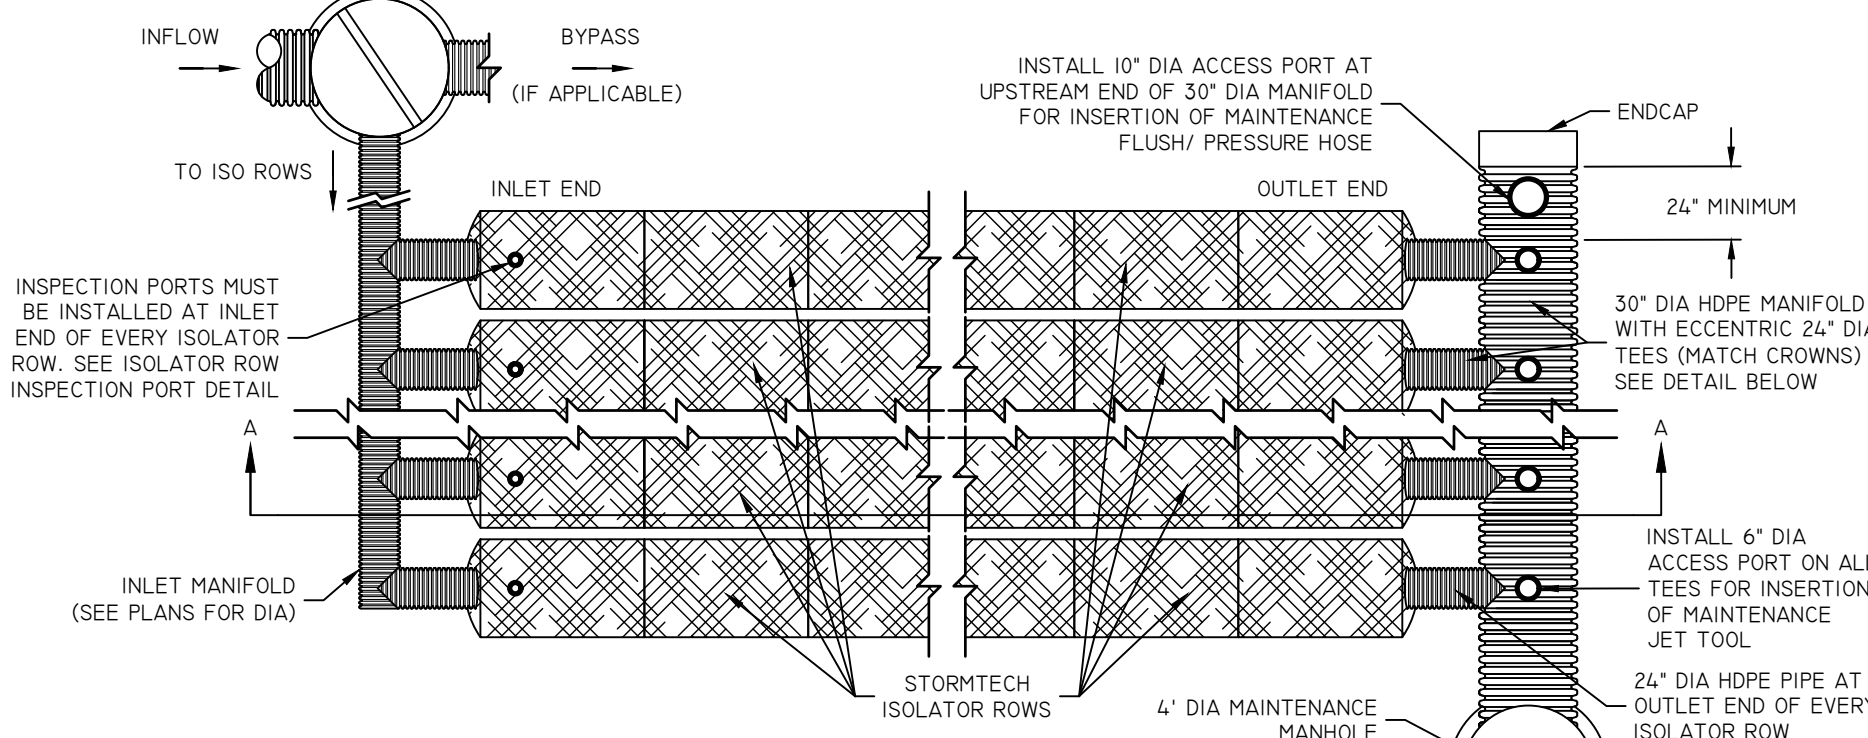 INFLOW
BYPASS
(IF APPLICABLE)
TO ISO ROWS
INLET END
OUTLET END
INSTALL 10" DIA ACCESS PORT AT
UPSTREAM END OF 30" DIA MANIFOLD
FOR INSERTION OF MAINTENANCE
FLUSH/ PRESSURE HOSE
ENDCAP
24" MINIMUM
INSPECTION PORTS MUST
BE INSTALLED AT INLET
END OF EVERY ISOLATOR
ROW. SEE ISOLATOR ROW
INSPECTION PORT DETAIL
30" DIA HDPE MANIFOLD
WITH ECCENTRIC 24" DIA
TEES (MATCH CROWNS)
SEE DETAIL BELOW
A
A
INLET MANIFOLD
(SEE PLANS FOR DIA)
INSTALL 6" DIA
ACCESS PORT ON ALL
TEES FOR INSERTION
OF MAINTENANCE
JET TOOL
STORMTECH
ISOLATOR ROWS
24" DIA HDPE PIPE AT
OUTLET END OF EVERY
ISOLATOR ROW
4' DIA MAINTENANCE
MANHOLE